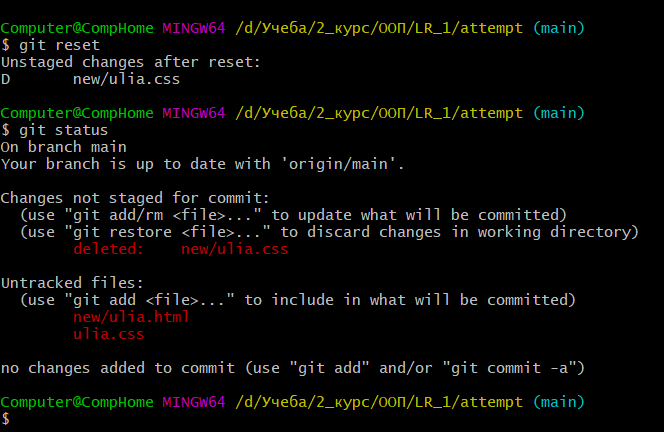 Computer@CompHome MINGW64 /d/Учеба/2_курс/ООП/LR_1/attempt (main)
$ git reset
Unstaged changes after reset:
D       new/ulia.css
Computer@CompHome MINGW64 /d/Учеба/2_курс/ООП/LR_1/attempt (main)
$ git status
On branch main
Your branch is up to date with 'origin/main'.
Changes not staged for commit:
  (use "git add/rm <file>..." to update what will be committed)
  (use "git restore <file>..." to discard changes in working directory)
        deleted:    new/ulia.css
Untracked files:
  (use "git add <file>..." to include in what will be committed)
        new/ulia.html
        ulia.css
no changes added to commit (use "git add" and/or "git commit -a")
Computer@CompHome MINGW64 /d/Учеба/2_курс/ООП/LR_1/attempt (main)
$